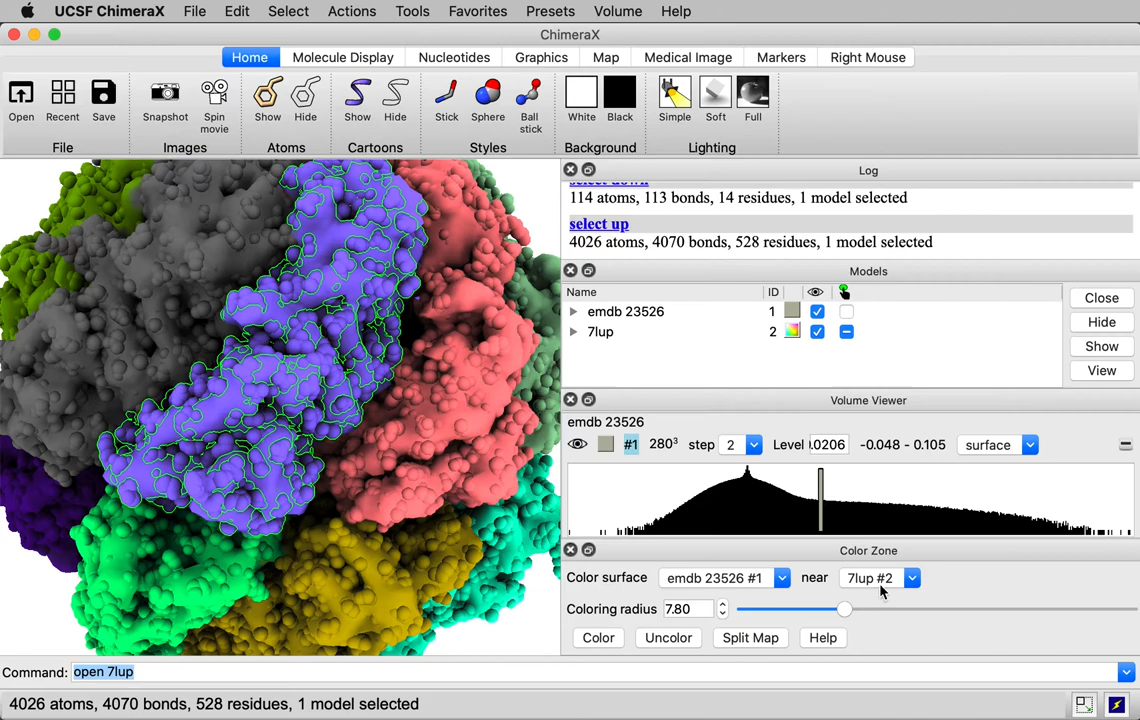 UCSF ChimeraX File Edit Select Actions Tools Favorites Presets Volume Help
ChimeraX
Home Molecule Display Nucleotides Graphics Map Medical Image Markers Right Mouse
Open Recent Save Snapshot Spin movie Show Hide Show Hide Stick Sphere Ball stick White Black Simple Soft Full
File Images Atoms Cartoons Styles Background Lighting
Log
select down
114 atoms, 113 bonds, 14 residues, 1 model selected
select up
4026 atoms, 4070 bonds, 528 residues, 1 model selected
Models
Name ID
emdb 23526 1
7lup 2
Close
Hide
Show
View
Volume Viewer
emdb 23526
#1 280³ step 2 Level .0206 -0.048 - 0.105 surface
Color Zone
Color surface emdb 23526 #1 near 7lup #2
Coloring radius 7.80
Color Uncolor Split Map Help
Command: open 7lup
4026 atoms, 4070 bonds, 528 residues, 1 model selected